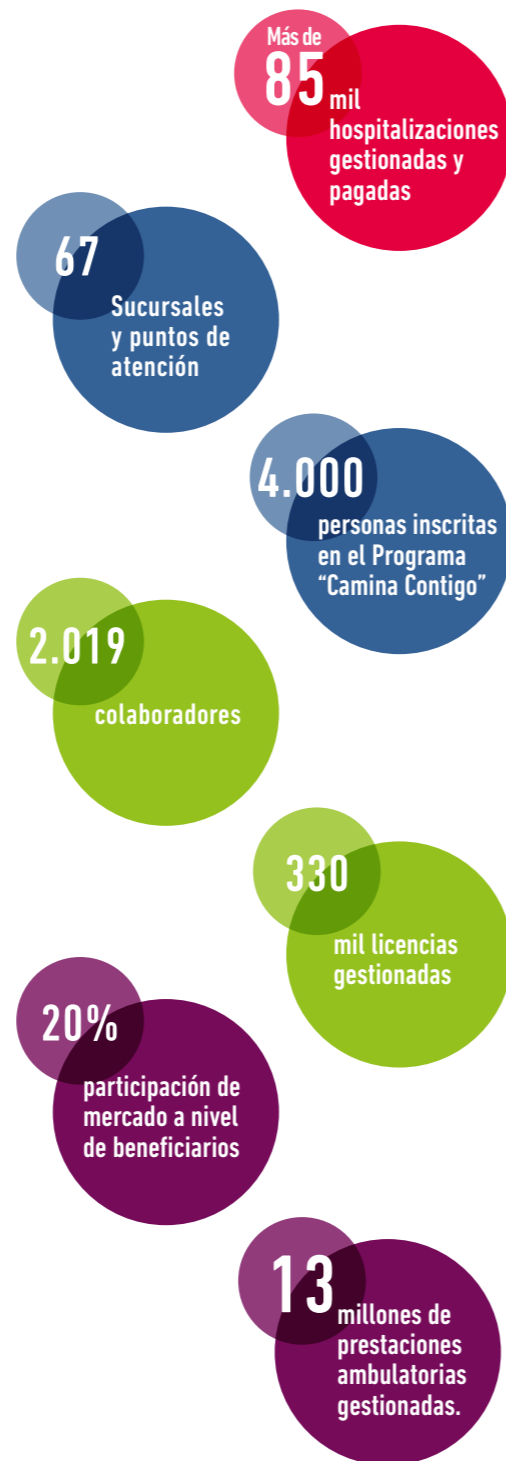 Más de
85
mil
hospitalizaciones
gestionadas y
pagadas
67
Sucursales
y puntos de
atención
4.000
personas inscritas
en el Programa
“Camina Contigo”
2.019
colaboradores
330
mil licencias
gestionadas
20%
participación de
mercado a nivel
de beneficiarios
13
millones de
prestaciones
ambulatorias
gestionadas.